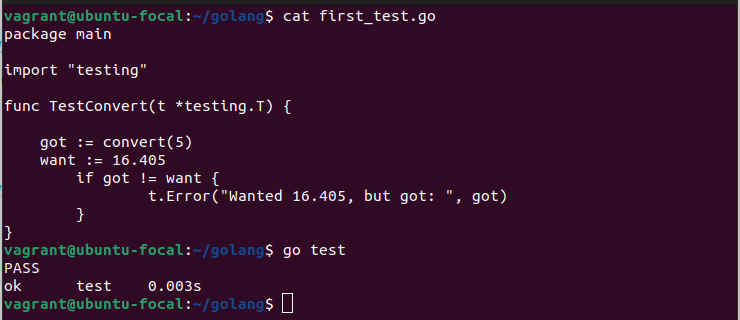 vagrant@ubuntu-focal:~/golang$ cat first_test.go
package main

import "testing"

func TestConvert(t *testing.T) {

    got := convert(5)
    want := 16.405
        if got != want {
                t.Error("Wanted 16.405, but got: ", got)
        }
}
vagrant@ubuntu-focal:~/golang$ go test
PASS
ok      test    0.003s
vagrant@ubuntu-focal:~/golang$